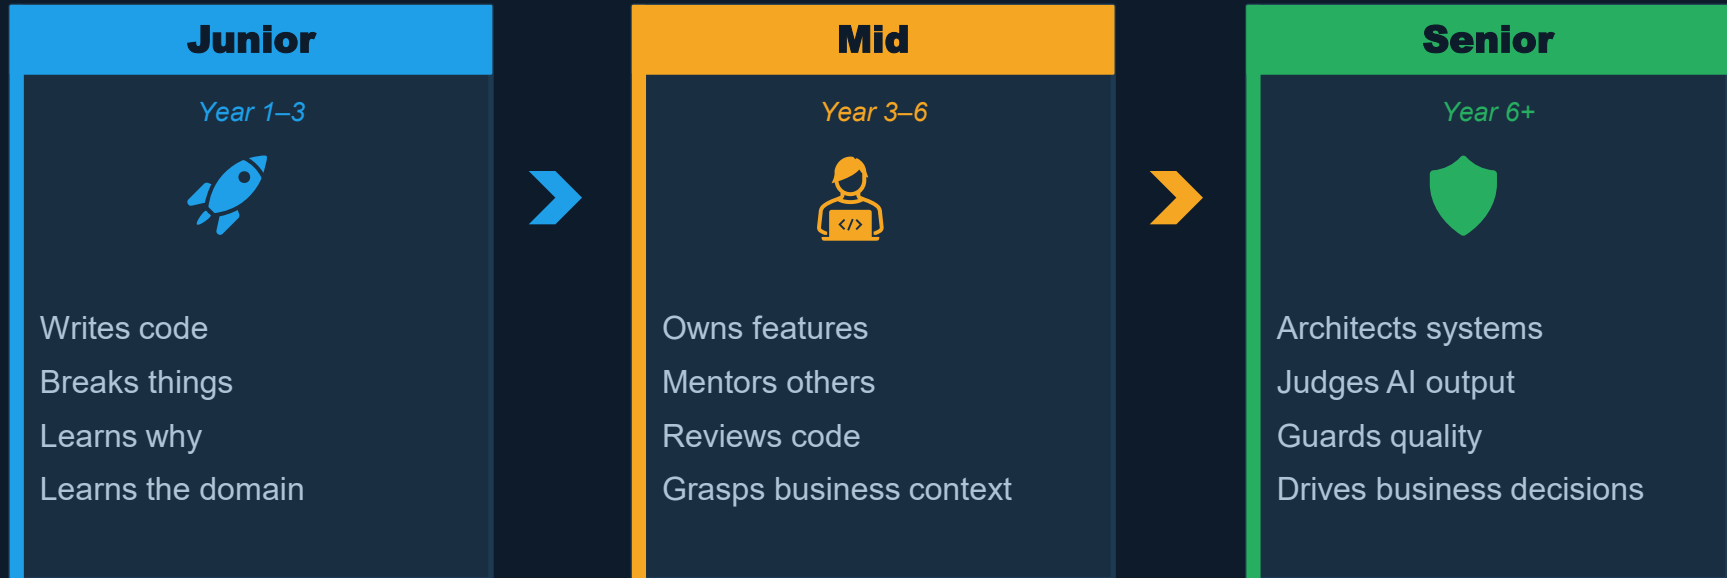 Junior
Year 1–3
Writes code
Breaks things
Learns why
Learns the domain
Mid
Year 3–6
</>
Owns features
Mentors others
Reviews code
Grasps business context
Senior
Year 6+
Architects systems
Judges AI output
Guards quality
Drives business decisions